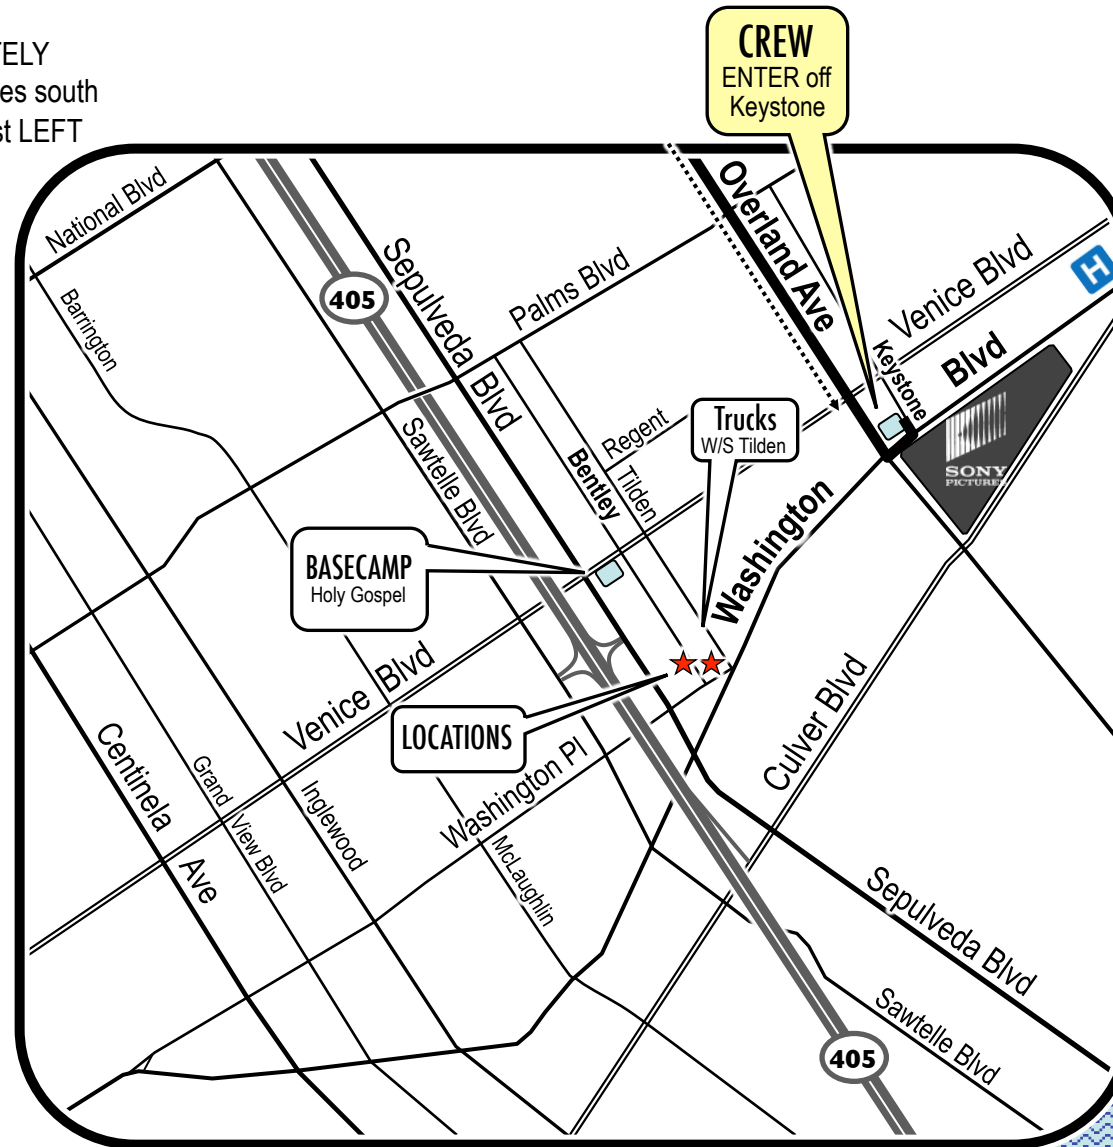 TELY
es south
st LEFT
CREW
ENTER off
Keystone
National Blvd
Barrington
405
Sepulveda Blvd
Palms Blvd
Overland Ave
Venice Blvd
H
Keystone
Blvd
SONY
PICTURES
Sawtelle Blvd
Bentley
Regent
Tilden
Trucks
W/S Tilden
Washington
BASECAMP
Holy Gospel
Venice Blvd
LOCATIONS
Centinela Ave
Grand View Blvd
Inglewood
Washington Pl
McLaughlin
Culver Blvd
Sepulveda Blvd
Sawtelle Blvd
405